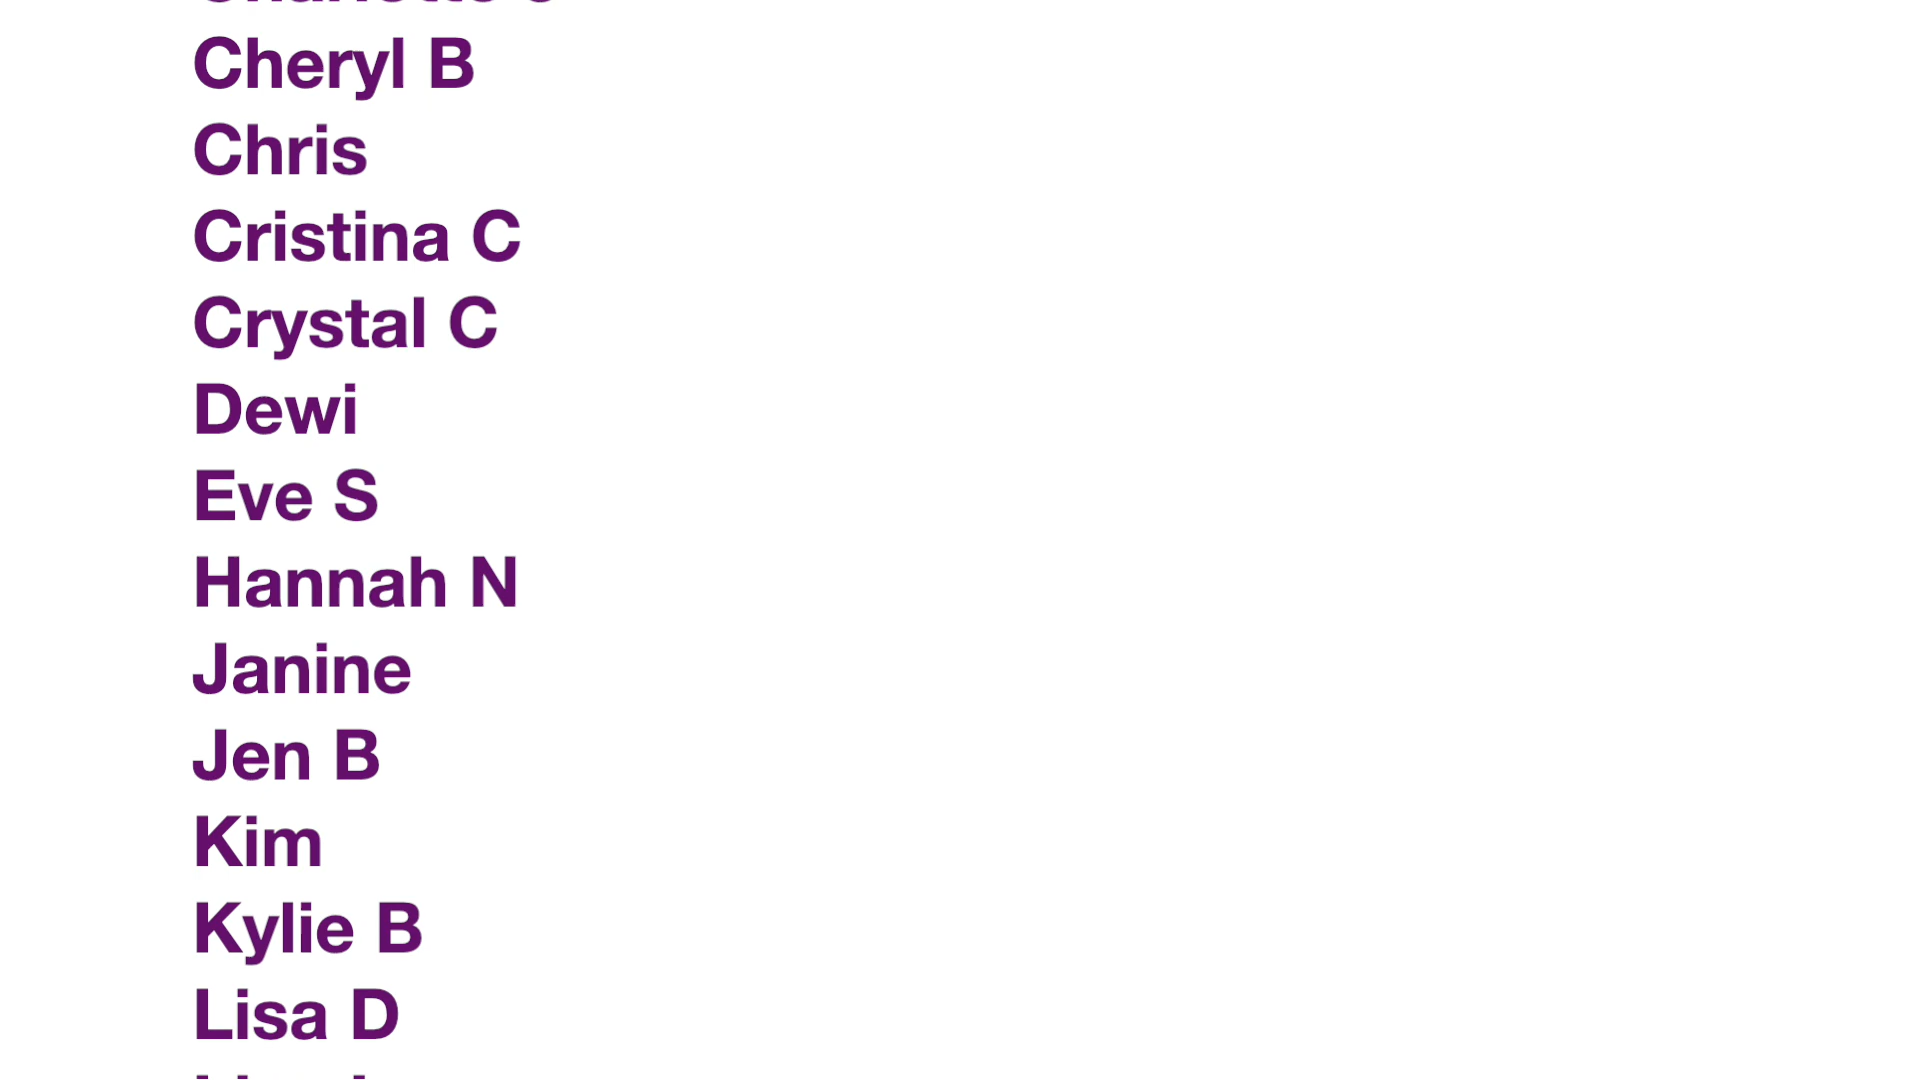 Cheryl B
Chris
Cristina C
Crystal C
Dewi
Eve S
Hannah N
Janine
Jen B
Kim
Kylie B
Lisa D